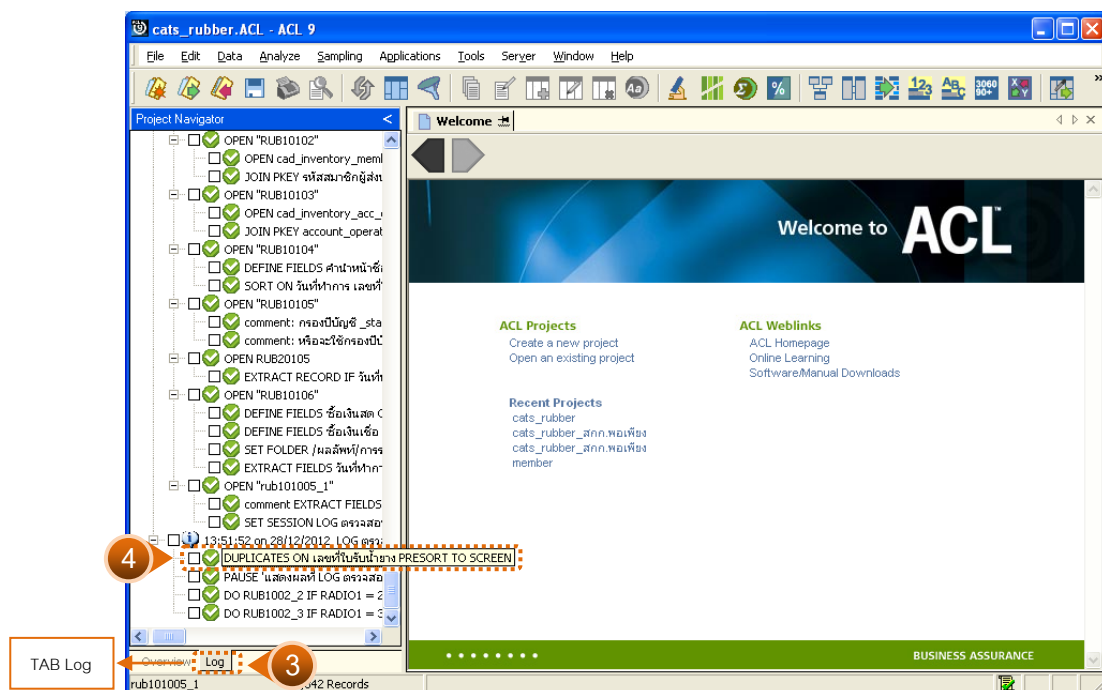 cats_rubber.ACL - ACL 9
File Edit Data Analyze Sampling Applications Tools Server Window Help
Project Navigator <
Welcome
OPEN "RUB10102"
OPEN cad_inventory_meml
JOIN PKEY รหัสสมาชิกผู้ส่งน
OPEN "RUB10103"
OPEN cad_inventory_acc_
JOIN PKEY account_operat
OPEN "RUB10104"
DEFINE FIELDS คำนำหน้าชื่
SORT ON วันที่ทำการ เลขที่
OPEN "RUB10105"
comment: กรองปีบัญชี _sta
comment: หรือจะใช้กรองปี
OPEN RUB20105
EXTRACT RECORD IF วันที่
OPEN "RUB10106"
DEFINE FIELDS ซื้อเงินสด C
DEFINE FIELDS ซื้อเงินเชื่อ
SET FOLDER /ผลลัพท์/การ
EXTRACT FIELDS วันที่ทำกา
OPEN "rub101005_1"
comment EXTRACT FIELDS
SET SESSION LOG ตรวจสอ
13:51:52 on 28/12/2012 LOG ตรว
4
DUPLICATES ON เลขที่ใบรับน้ำยาง PRESORT TO SCREEN
PAUSE 'แสดงผลที่ LOG ตรวจสอ
DO RUB1002_2 IF RADIO1 = 2
DO RUB1002_3 IF RADIO1 = 3
Welcome to ACL™
ACL Projects
Create a new project
Open an existing project
Recent Projects
cats_rubber
cats_rubber_สกก.พอเพียง
cats_rubber_สกก.พอเพียง
member
ACL Weblinks
ACL Homepage
Online Learning
Software/Manual Downloads
BUSINESS ASSURANCE
TAB Log
Overview Log
3
rub101005_1 ,042 Records